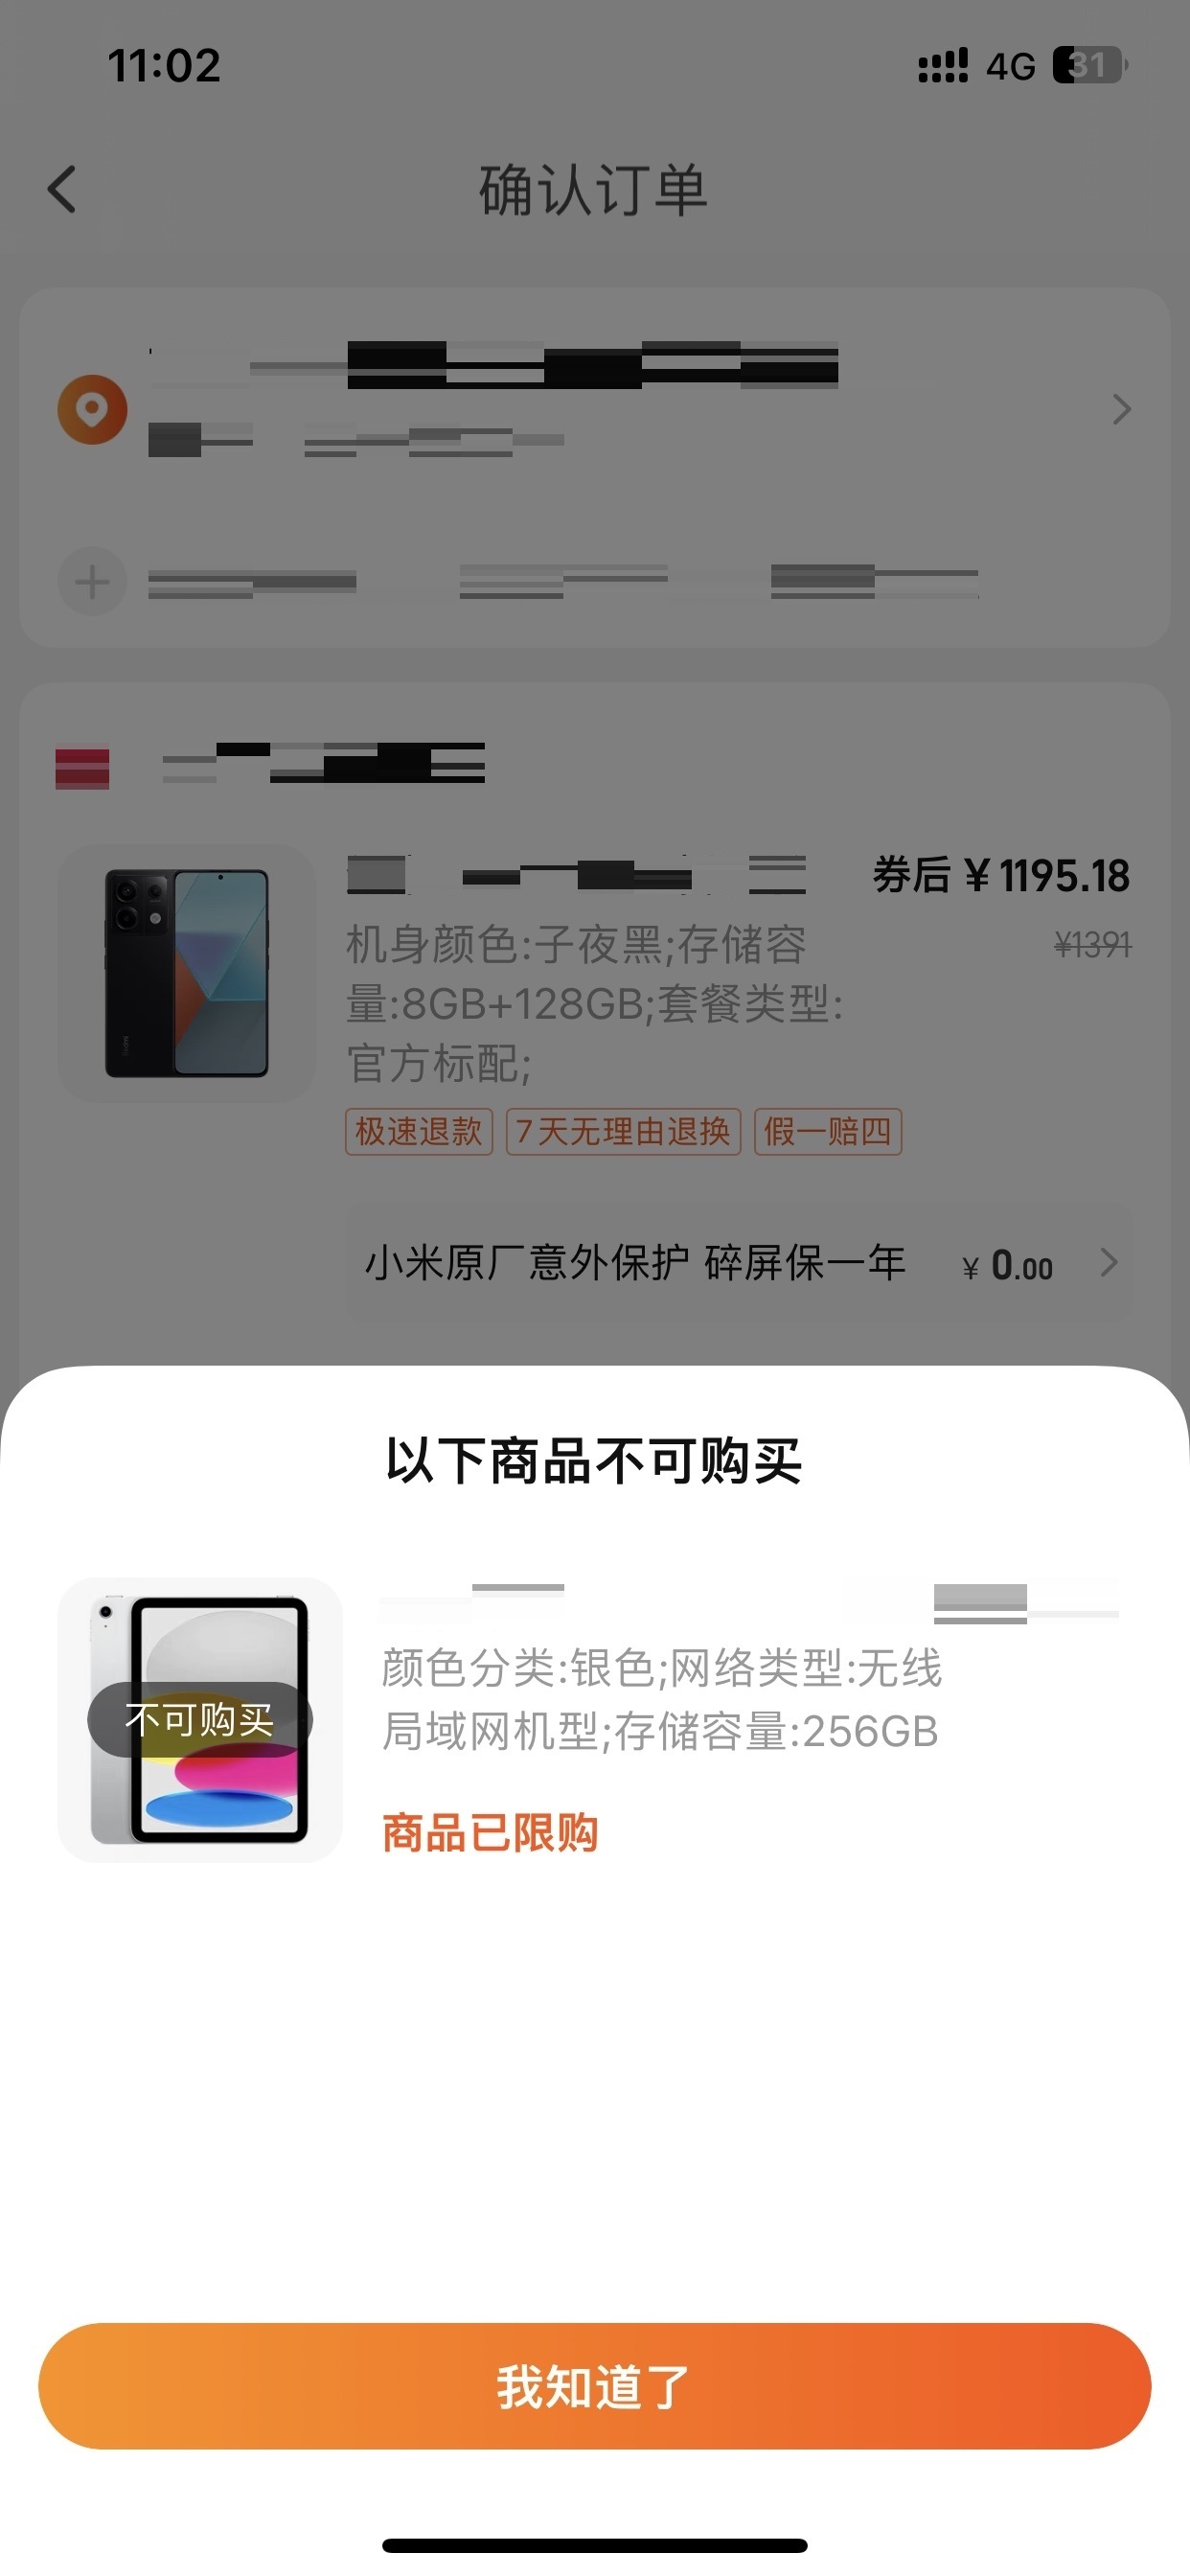 11:02
4G 31
确认订单
券后 ¥1195.18
¥1391
机身颜色:子夜黑;存储容
量:8GB+128GB;套餐类型:
官方标配;
极速退款 7天无理由退换 假一赔四
小米原厂意外保护 碎屏保一年 ¥0.00
以下商品不可购买
不可购买
颜色分类:银色;网络类型:无线
局域网机型;存储容量:256GB
商品已限购
我知道了